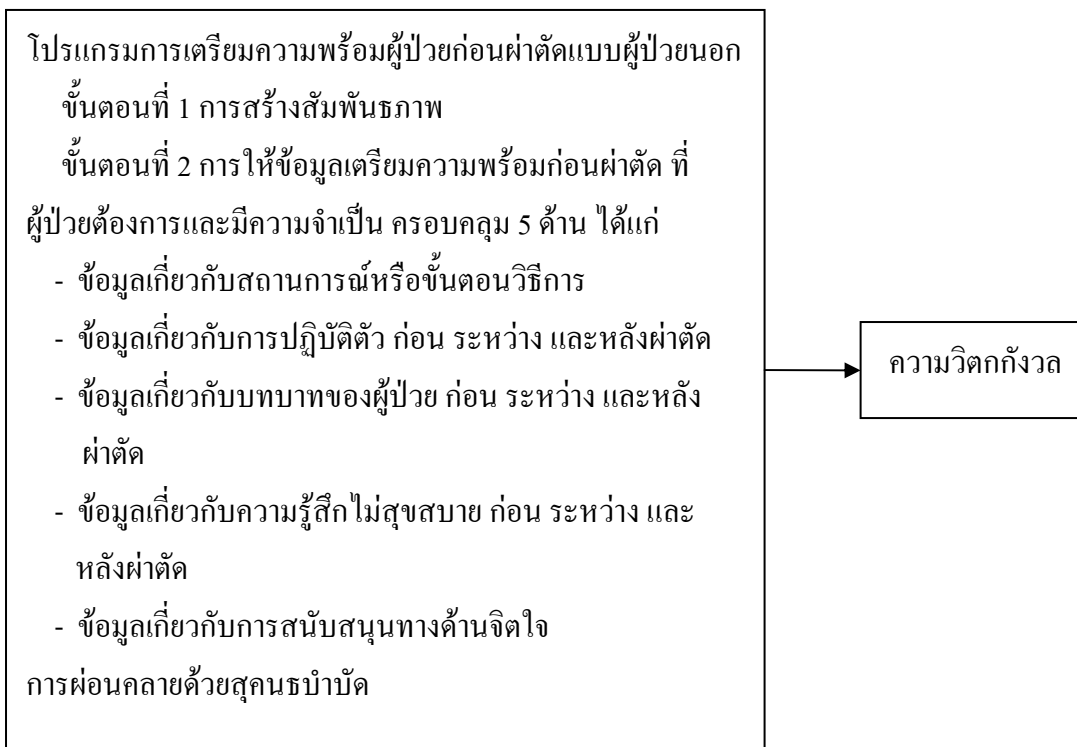 โปรแกรมการเตรียมความพร้อมผู้ป่วยก่อนผ่าตัดแบบผู้ป่วยนอก
ขั้นตอนที่ 1 การสร้างสัมพันธภาพ
ขั้นตอนที่ 2 การให้ข้อมูลเตรียมความพร้อมก่อนผ่าตัด ที่
ผู้ป่วยต้องการและมีความจำเป็น ครอบคลุม 5 ด้าน ได้แก่
- ข้อมูลเกี่ยวกับสถานการณ์หรือขั้นตอนวิธีการ
- ข้อมูลเกี่ยวกับการปฏิบัติตัว ก่อน ระหว่าง และหลังผ่าตัด
- ข้อมูลเกี่ยวกับบทบาทของผู้ป่วย ก่อน ระหว่าง และหลัง
ผ่าตัด
- ข้อมูลเกี่ยวกับความรู้สึกไม่สุขสบาย ก่อน ระหว่าง และ
หลังผ่าตัด
- ข้อมูลเกี่ยวกับการสนับสนุนทางด้านจิตใจ
การผ่อนคลายด้วยสุคนธบำบัด
ความวิตกกังวล